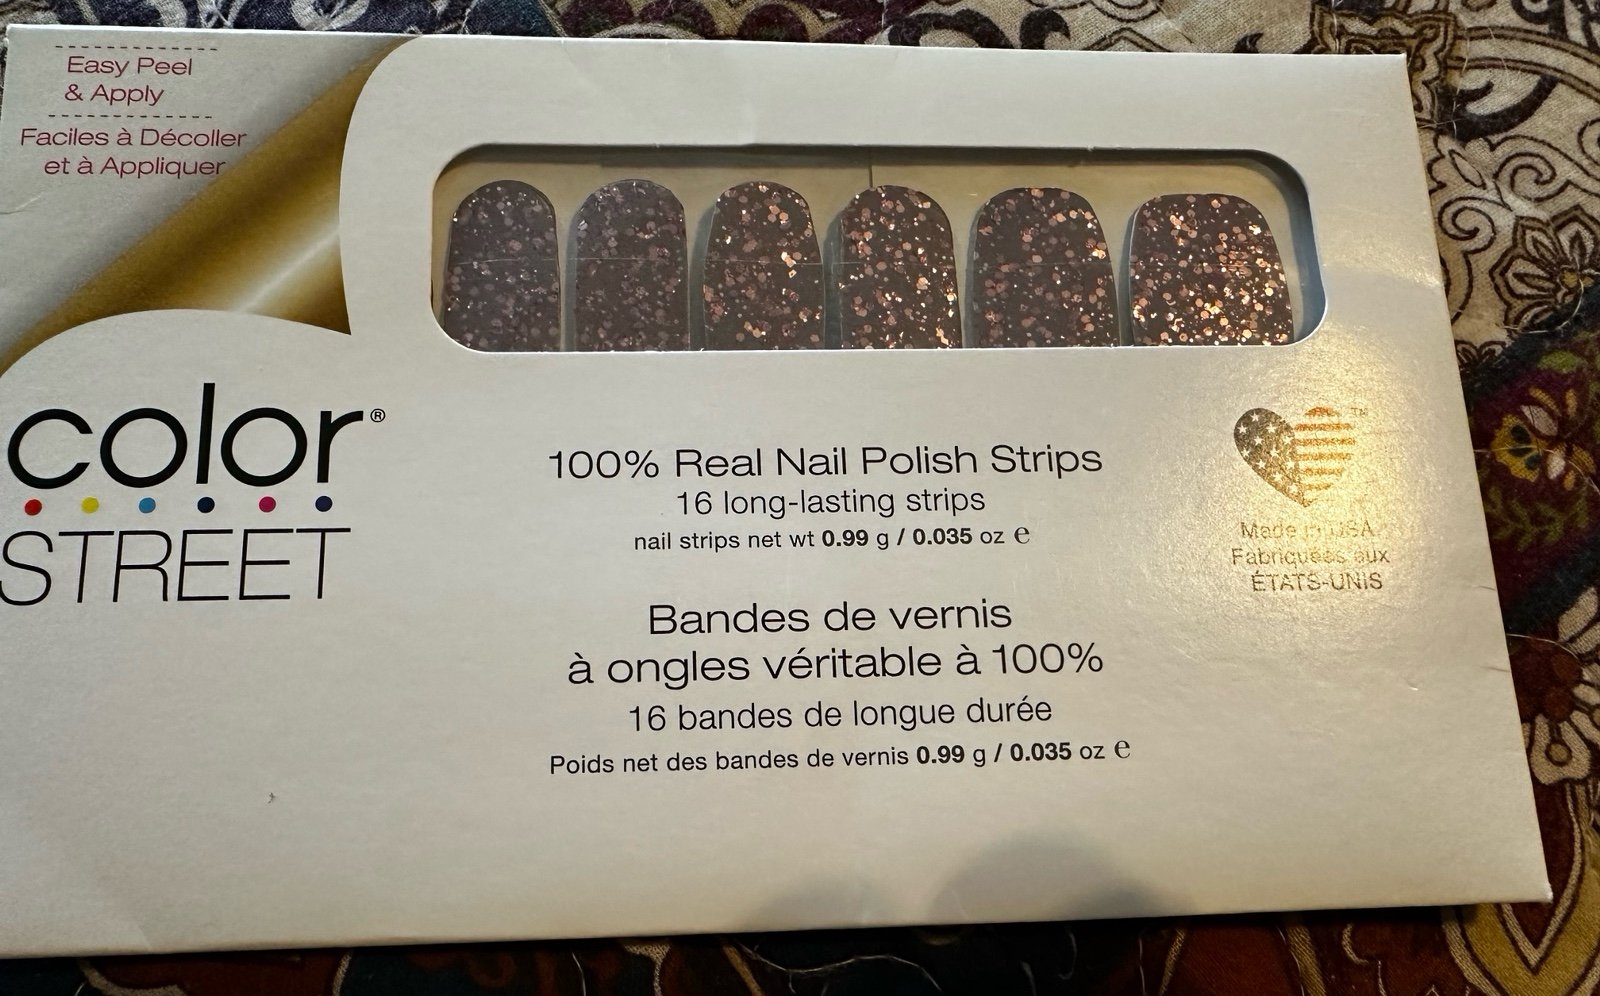 Easy Peel
& Apply
Faciles à Décoller
et à Appliquer
color®
STREET
100% Real Nail Polish Strips
16 long-lasting strips
nail strips net wt 0.99 g / 0.035 oz ℮
Bandes de vernis
à ongles véritable à 100%
16 bandes de longue durée
Poids net des bandes de vernis 0.99 g / 0.035 oz ℮
TM
Made in USA
Fabriquées aux
ÉTATS-UNIS